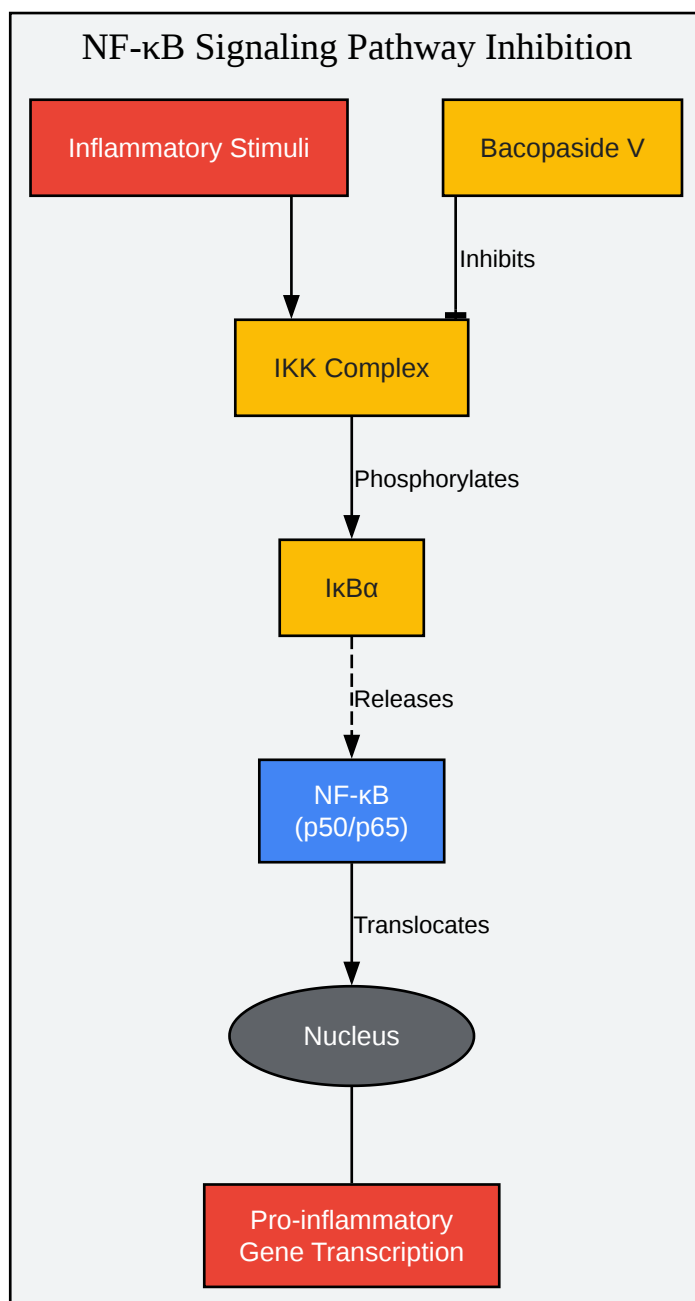 NF-κB Signaling Pathway Inhibition
Inflammatory Stimuli
Bacopaside V
Inhibits
IKK Complex
Phosphorylates
IκBα
Releases
NF-κB
(p50/p65)
Translocates
Nucleus
Pro-inflammatory
Gene Transcription